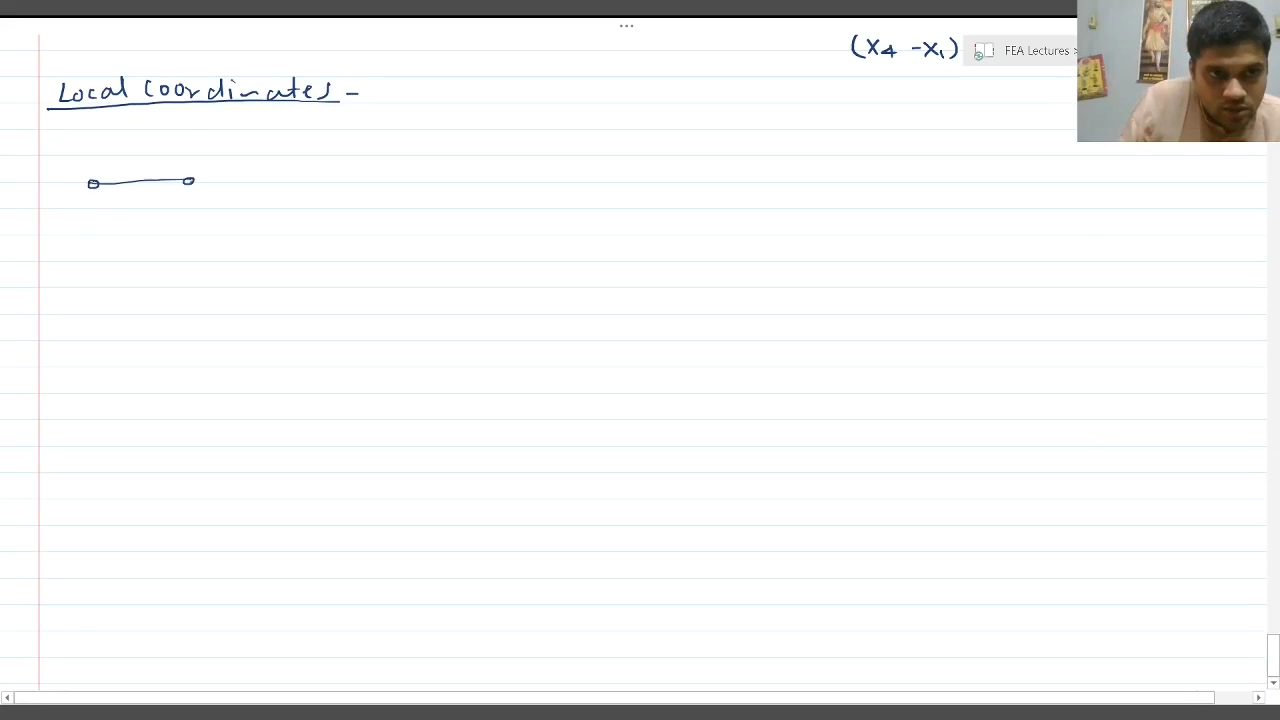 (x₄ -x₁)
FEA Lectures >
Local Coordinates -